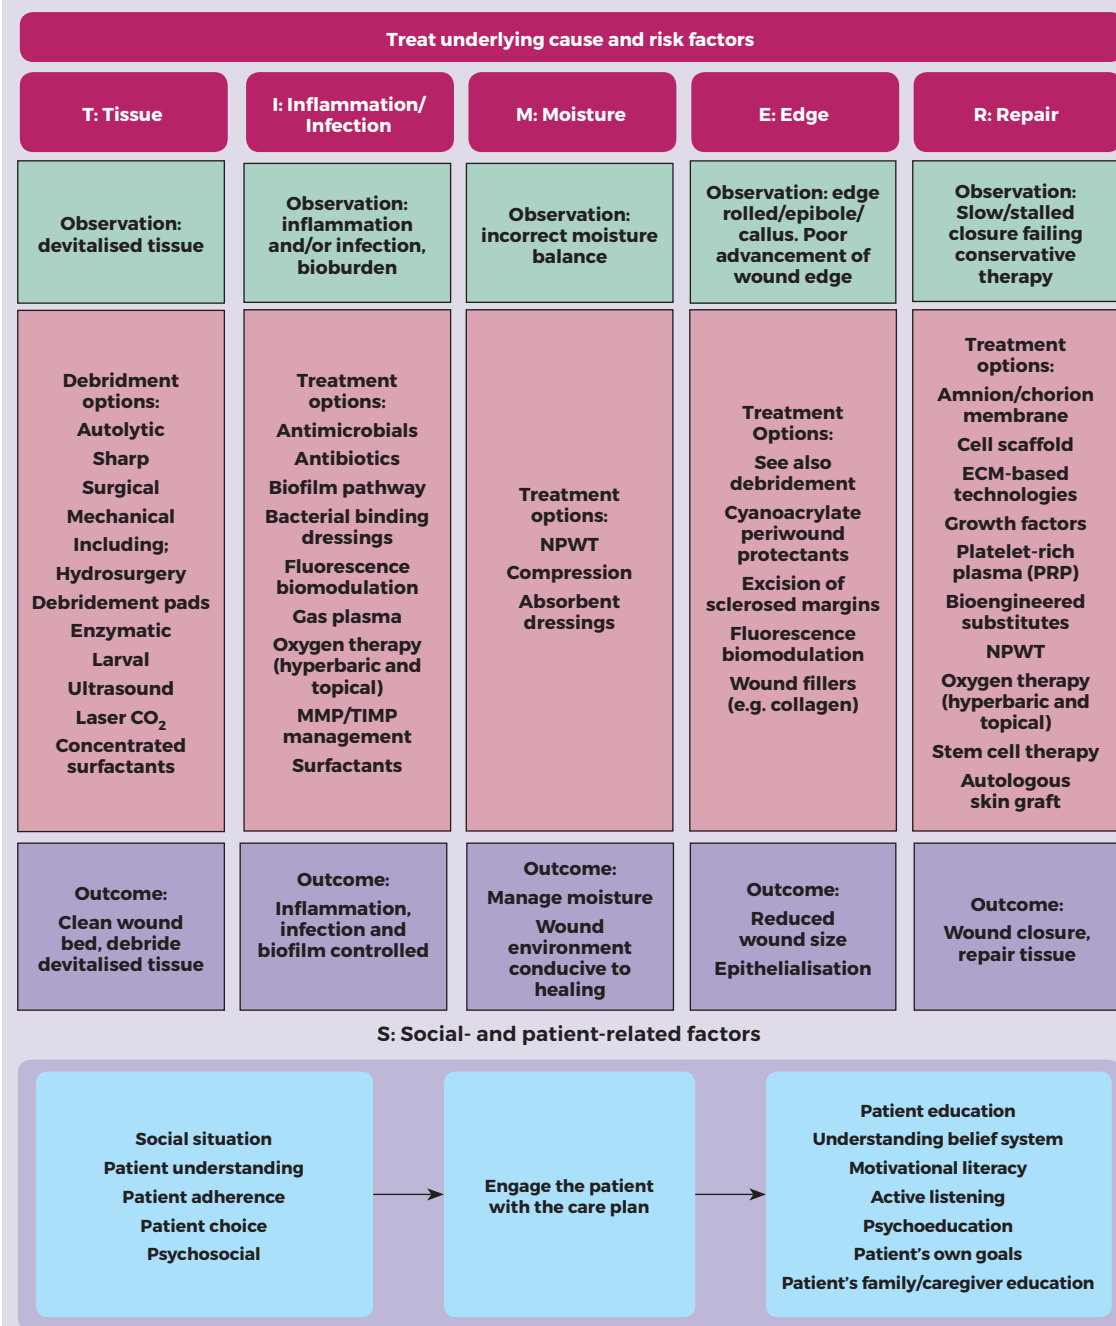 Treat underlying cause and risk factors
T: Tissue
Observation:
devitalised tissue
Debridment
options:
Autolytic
Sharp
Surgical
Mechanical
Including;
Hydrosurgery
Debridement pads
Enzymatic
Larval
Ultrasound
Laser CO₂
Concentrated
surfactants
Outcome:
Clean wound
bed, debride
devitalised tissue
I: Inflammation/
Infection
Observation:
inflammation
and/or infection,
bioburden
Treatment
options:
Antimicrobials
Antibiotics
Biofilm pathway
Bacterial binding
dressings
Fluorescence
biomodulation
Gas plasma
Oxygen therapy
(hyperbaric and
topical)
MMP/TIMP
management
Surfactants
Outcome:
Inflammation,
infection and
biofilm controlled
M: Moisture
Observation:
incorrect moisture
balance
Treatment
options:
NPWT
Compression
Absorbent
dressings
Outcome:
Manage moisture
Wound
environment
conducive to
healing
E: Edge
Observation: edge
rolled/epibole/
callus. Poor
advancement of
wound edge
Treatment
Options:
See also
debridement
Cyanoacrylate
periwound
protectants
Excision of
sclerosed margins
Fluorescence
biomodulation
Wound fillers
(e.g. collagen)
Outcome:
Reduced
wound size
Epithelialisation
R: Repair
Observation:
Slow/stalled
closure failing
conservative
therapy
Treatment
options:
Amnion/chorion
membrane
Cell scaffold
ECM-based
technologies
Growth factors
Platelet-rich
plasma (PRP)
Bioengineered
substitutes
NPWT
Oxygen therapy
(hyperbaric and
topical)
Stem cell therapy
Autologous
skin graft
Outcome:
Wound closure,
repair tissue
S: Social- and patient-related factors
Social situation
Patient understanding
Patient adherence
Patient choice
Psychosocial
Engage the patient
with the care plan
Patient education
Understanding belief system
Motivational literacy
Active listening
Psychoeducation
Patient's own goals
Patient's family/caregiver education